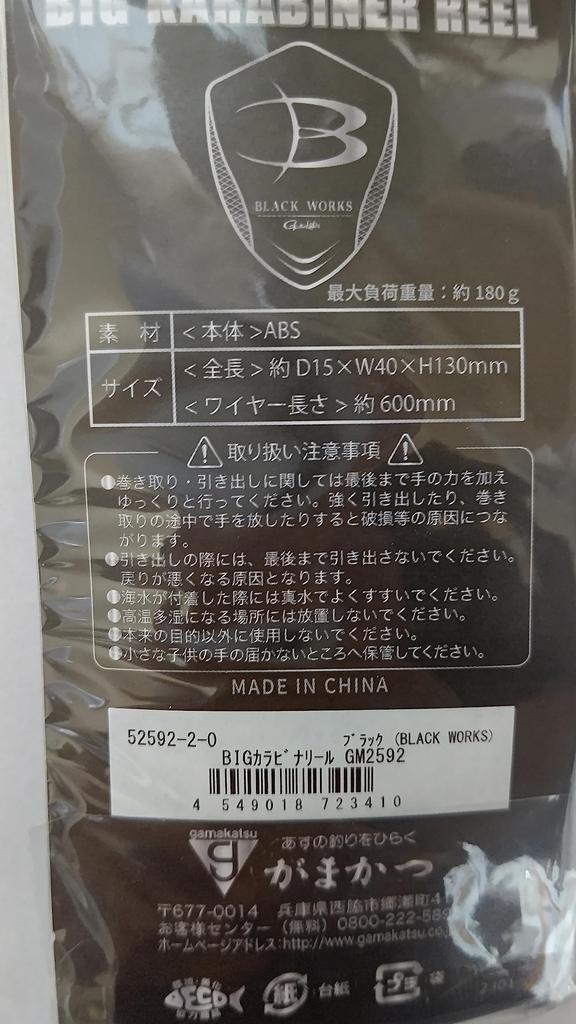 BIG KARABINER REEL
B
BLACK WORKS
Gamakatsu
最大負荷重量：約180g
素 材 ＜本体＞ABS
サイズ ＜全長＞約 D15×W40×H130mm
＜ワイヤー長さ＞約 600mm
取り扱い注意事項
●巻き取り・引き出しに関しては最後まで手の力を加え
ゆっくりと行ってください。強く引き出したり、巻き
取りの途中で手を放したりすると破損等の原因につな
がります。
●引き出しの際には、最後まで引き出さないでください。
戻りが悪くなる原因となります。
●海水が付着した際には真水でよくすすいでください。
●高温多湿になる場所には放置しないでください。
●本来の目的以外に使用しないでください。
●小さな子供の手の届かないところへ保管してください。
MADE IN CHINA
52592-2-0 ﾌﾞﾗｯｸ (BLACK WORKS)
BIGｶﾗﾋﾞﾅﾘｰﾙ GM2592
4 549018 723410
gamakatsu
g
あすの釣りをひらく
がまかつ
〒677-0014 兵庫県西脇市郷瀬町4
お客様センター（無料）0800-222-589
ホームページアドレス:http://www.gamakatsu.co.j
ECO
紙 台紙
プラ 袋